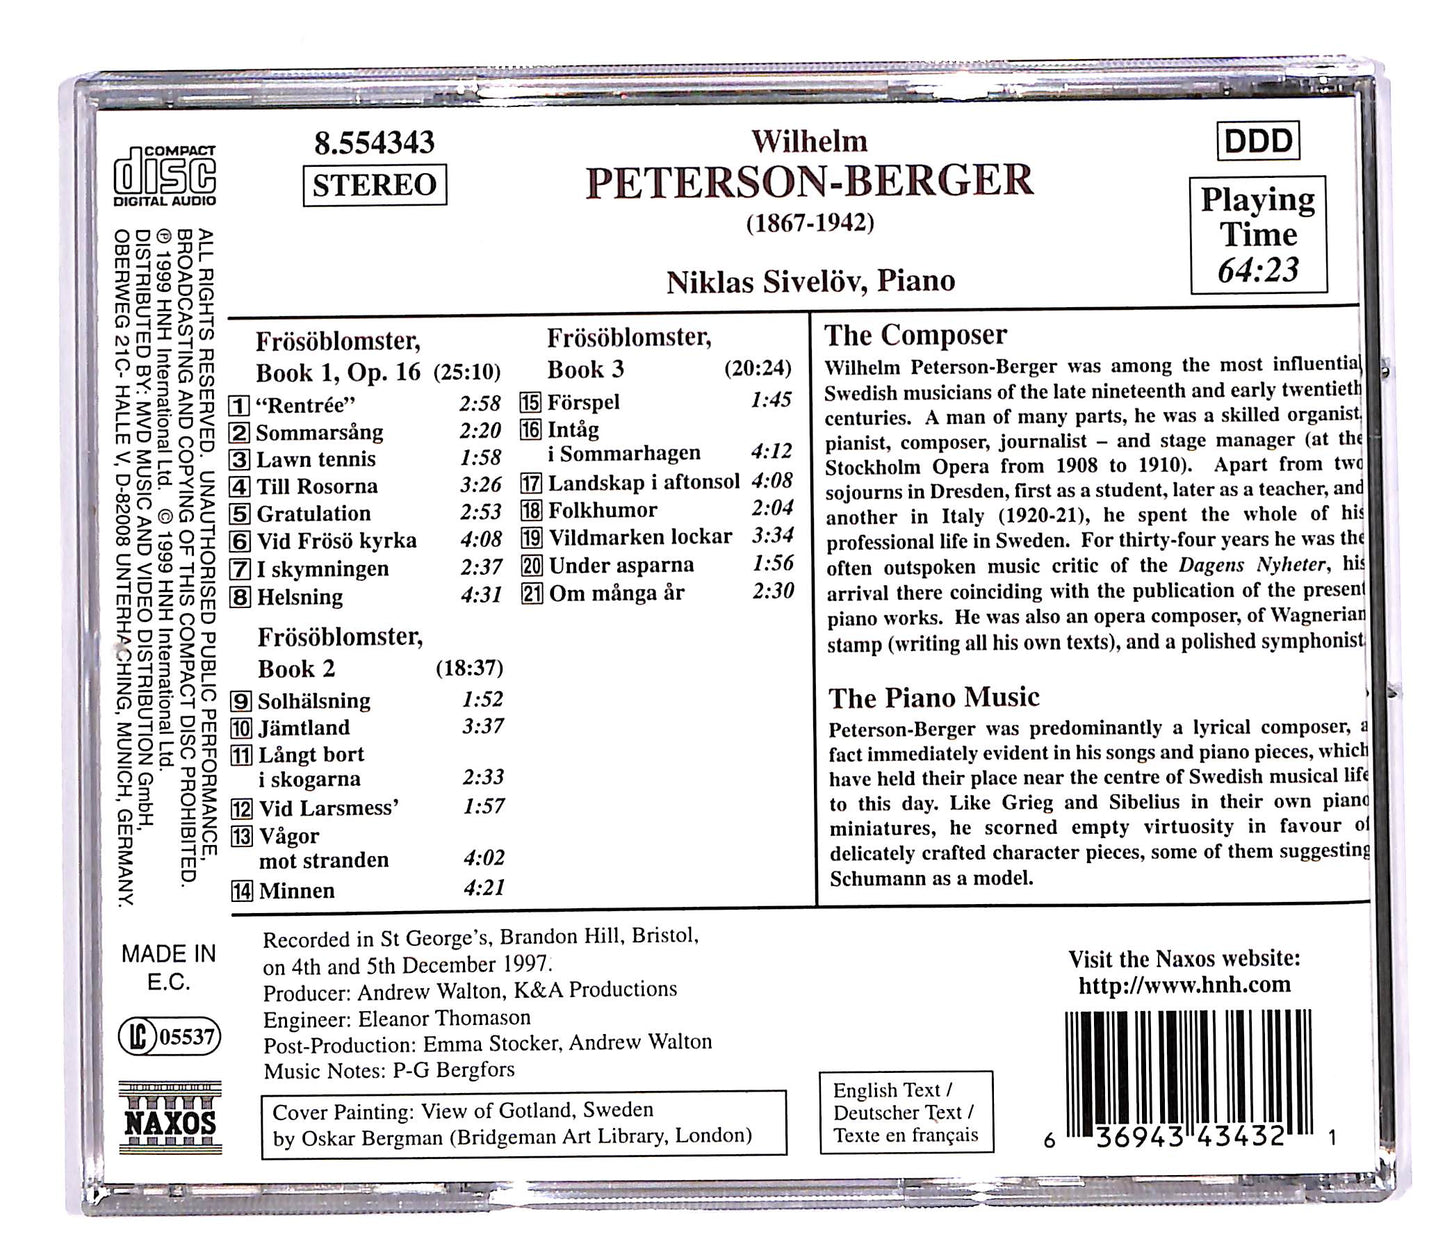 COMPACT
disc
DIGITAL AUDIO
8.554343
STEREO
Wilhelm
PETERSON-BERGER
(1867-1942)
Niklas Sivelöv, Piano
DDD
Playing
Time
64:23
ALL RIGHTS RESERVED. UNAUTHORISED PUBLIC PERFORMANCE,
BROADCASTING AND COPYING OF THIS COMPACT DISC PROHIBITED.
℗ 1999 HNH International Ltd. © 1999 HNH International Ltd.
DISTRIBUTED BY: MVD MUSIC AND VIDEO DISTRIBUTION GmbH,
OBERWEG 21C- HALLE V, D-82008 UNTERHACHING, MUNICH, GERMANY.
Frösöblomster,
Book 1, Op. 16 (25:10)
1 “Rentrée” 2:58
2 Sommarsång 2:20
3 Lawn tennis 1:58
4 Till Rosorna 3:26
5 Gratulation 2:53
6 Vid Frösö kyrka 4:08
7 I skymningen 2:37
8 Helsning 4:31
Frösöblomster,
Book 2 (18:37)
9 Solhälsning 1:52
10 Jämtland 3:37
11 Långt bort
i skogarna 2:33
12 Vid Larsmess’ 1:57
13 Vågor
mot stranden 4:02
14 Minnen 4:21
Frösöblomster,
Book 3 (20:24)
15 Förspel 1:45
16 Intåg
i Sommarhagen 4:12
17 Landskap i aftonsol 4:08
18 Folkhumor 2:04
19 Vildmarken lockar 3:34
20 Under asparna 1:56
21 Om många år 2:30
The Composer
Wilhelm Peterson-Berger was among the most influential
Swedish musicians of the late nineteenth and early twentieth
centuries. A man of many parts, he was a skilled organist,
pianist, composer, journalist – and stage manager (at the
Stockholm Opera from 1908 to 1910). Apart from two
sojourns in Dresden, first as a student, later as a teacher, and
another in Italy (1920-21), he spent the whole of his
professional life in Sweden. For thirty-four years he was the
often outspoken music critic of the Dagens Nyheter, his
arrival there coinciding with the publication of the present
piano works. He was also an opera composer, of Wagnerian
stamp (writing all his own texts), and a polished symphonist.
The Piano Music
Peterson-Berger was predominantly a lyrical composer, a
fact immediately evident in his songs and piano pieces, which
have held their place near the centre of Swedish musical life
to this day. Like Grieg and Sibelius in their own piano
miniatures, he scorned empty virtuosity in favour of
delicately crafted character pieces, some of them suggesting
Schumann as a model.
MADE IN
E.C.
LC 05537
NAXOS
Recorded in St George’s, Brandon Hill, Bristol,
on 4th and 5th December 1997.
Producer: Andrew Walton, K&A Productions
Engineer: Eleanor Thomason
Post-Production: Emma Stocker, Andrew Walton
Music Notes: P-G Bergfors
Cover Painting: View of Gotland, Sweden
by Oskar Bergman (Bridgeman Art Library, London)
English Text /
Deutscher Text /
Texte en français
Visit the Naxos website:
http://www.hnh.com
6 36943 43432 1